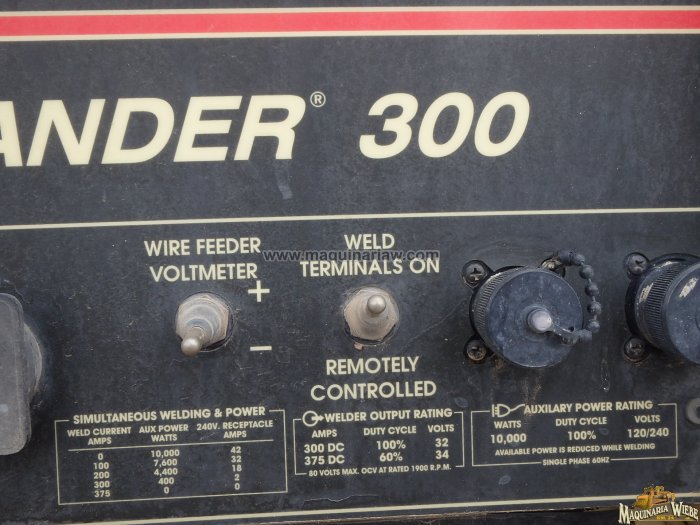 ANDER® 300
WIRE FEEDER
VOLTMETER
+
−
WELD
TERMINALS ON
REMOTELY
CONTROLLED
www.maquinariaw.com
SIMULTANEOUS WELDING & POWER
WELD CURRENT AUX POWER 240V. RECEPTACLE
AMPS WATTS AMPS
0 10,000 42
100 7,600 32
200 4,400 18
300 400 2
375 0 0
WELDER OUTPUT RATING
AMPS DUTY CYCLE VOLTS
300 DC 100% 32
375 DC 60% 34
80 VOLTS MAX. OCV AT RATED 1900 R.P.M.
AUXILARY POWER RATING
WATTS DUTY CYCLE VOLTS
10,000 100% 120/240
AVAILABLE POWER IS REDUCED WHILE WELDING
SINGLE PHASE 60HZ
MAQUINARIA WIEBE